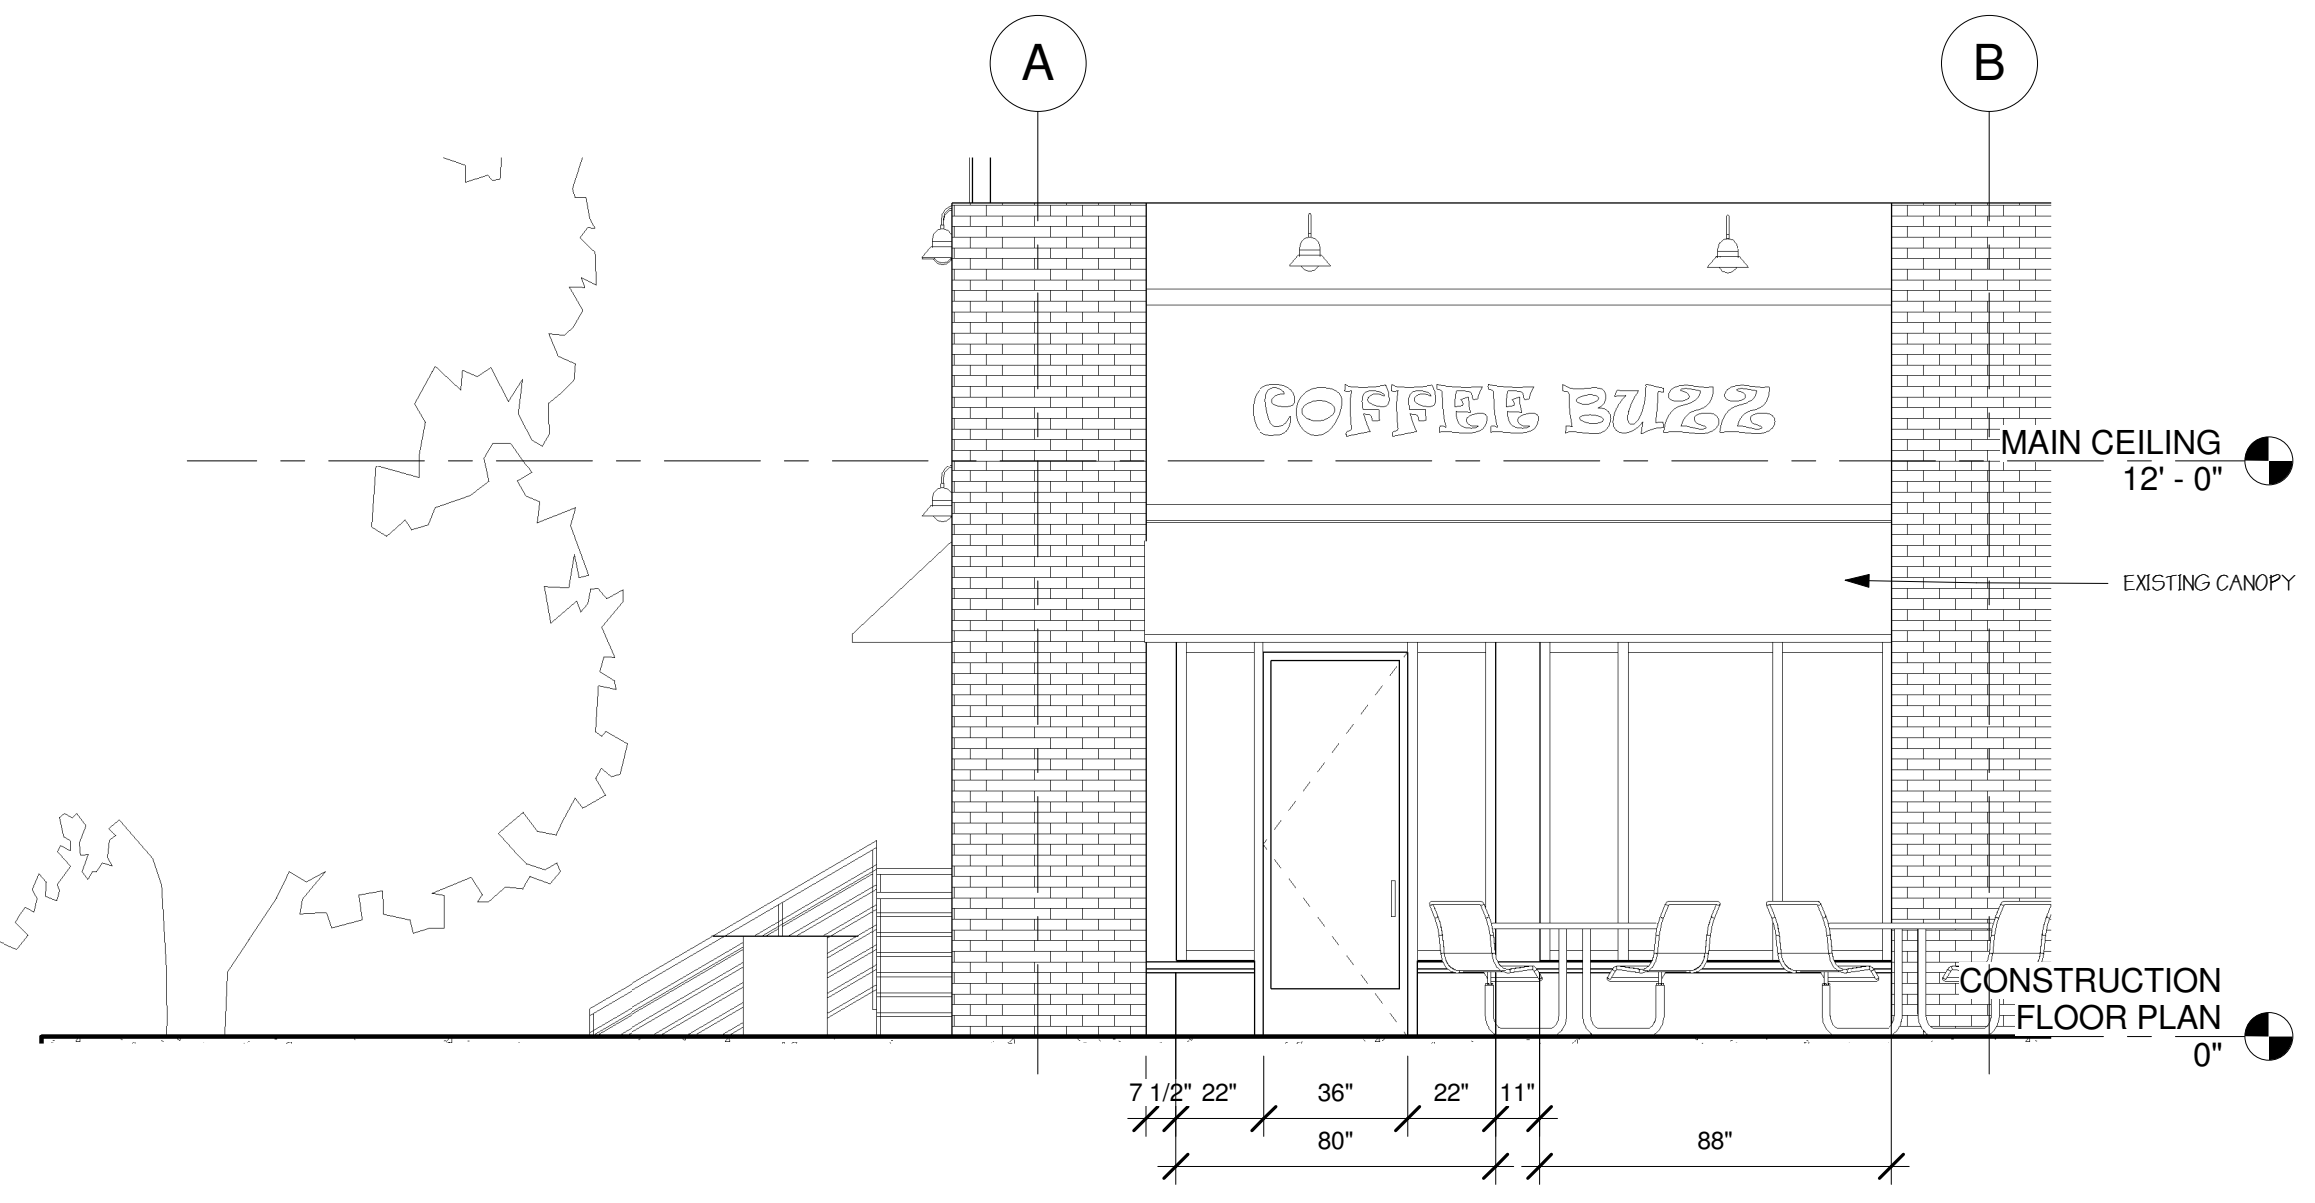 A
B
COFFEE BUZZ
MAIN CEILING
12' - 0"
EXISTING CANOPY
CONSTRUCTION
FLOOR PLAN
0"
7 1/2" 22" 36" 22" 11"
80" 88"